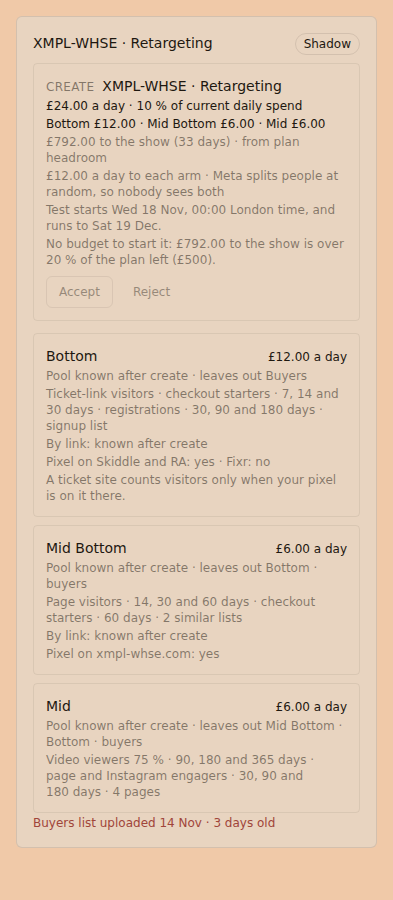 XMPL-WHSE · Retargeting
Shadow
CREATE XMPL-WHSE · Retargeting
£24.00 a day · 10 % of current daily spend
Bottom £12.00 · Mid Bottom £6.00 · Mid £6.00
£792.00 to the show (33 days) · from plan
headroom
£12.00 a day to each arm · Meta splits people at
random, so nobody sees both
Test starts Wed 18 Nov, 00:00 London time, and
runs to Sat 19 Dec.
No budget to start it: £792.00 to the show is over
20 % of the plan left (£500).
Accept
Reject
Bottom
£12.00 a day
Pool known after create · leaves out Buyers
Ticket-link visitors · checkout starters · 7, 14 and
30 days · registrations · 30, 90 and 180 days ·
signup list
By link: known after create
Pixel on Skiddle and RA: yes · Fixr: no
A ticket site counts visitors only when your pixel
is on it there.
Mid Bottom
£6.00 a day
Pool known after create · leaves out Bottom ·
buyers
Page visitors · 14, 30 and 60 days · checkout
starters · 60 days · 2 similar lists
By link: known after create
Pixel on xmpl-whse.com: yes
Mid
£6.00 a day
Pool known after create · leaves out Mid Bottom ·
Bottom · buyers
Video viewers 75 % · 90, 180 and 365 days ·
page and Instagram engagers · 30, 90 and
180 days · 4 pages
Buyers list uploaded 14 Nov · 3 days old